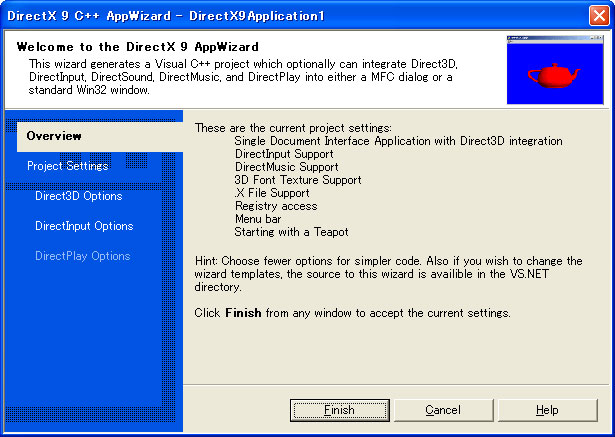 DirectX 9 C++ AppWizard - DirectX9Application1
Welcome to the DirectX 9 AppWizard
This wizard generates a Visual C++ project which optionally can integrate Direct3D,
DirectInput, DirectSound, DirectMusic, and DirectPlay into either a MFC dialog or a
standard Win32 window.
Overview
Project Settings
Direct3D Options
DirectInput Options
DirectPlay Options
These are the current project settings:
Single Document Interface Application with Direct3D integration
DirectInput Support
DirectMusic Support
3D Font Texture Support
.X File Support
Registry access
Menu bar
Starting with a Teapot
Hint: Choose fewer options for simpler code. Also if you wish to change the
wizard templates, the source to this wizard is availible in the VS.NET
directory.
Click Finish from any window to accept the current settings.
Finish
Cancel
Help